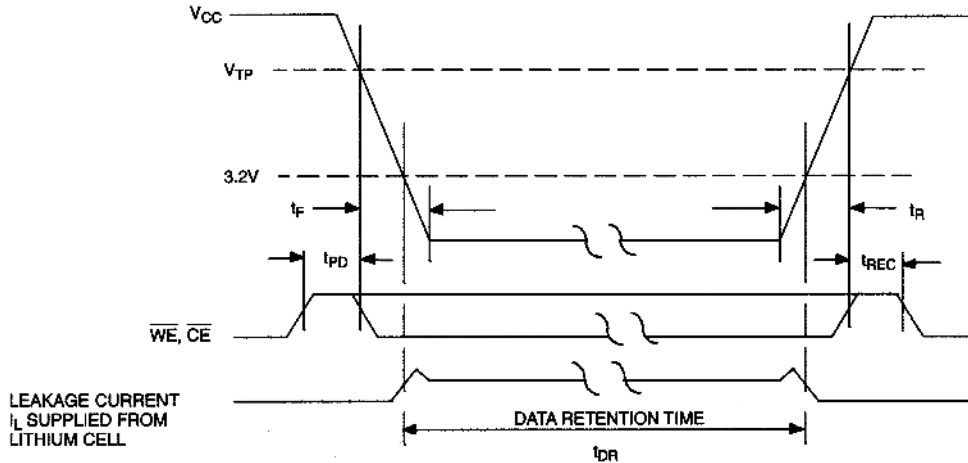 VCC
VTP
3.2V
tF
tR
tPD
tREC
WE, CE
LEAKAGE CURRENT
IL SUPPLIED FROM
LITHIUM CELL
DATA RETENTION TIME
tDR